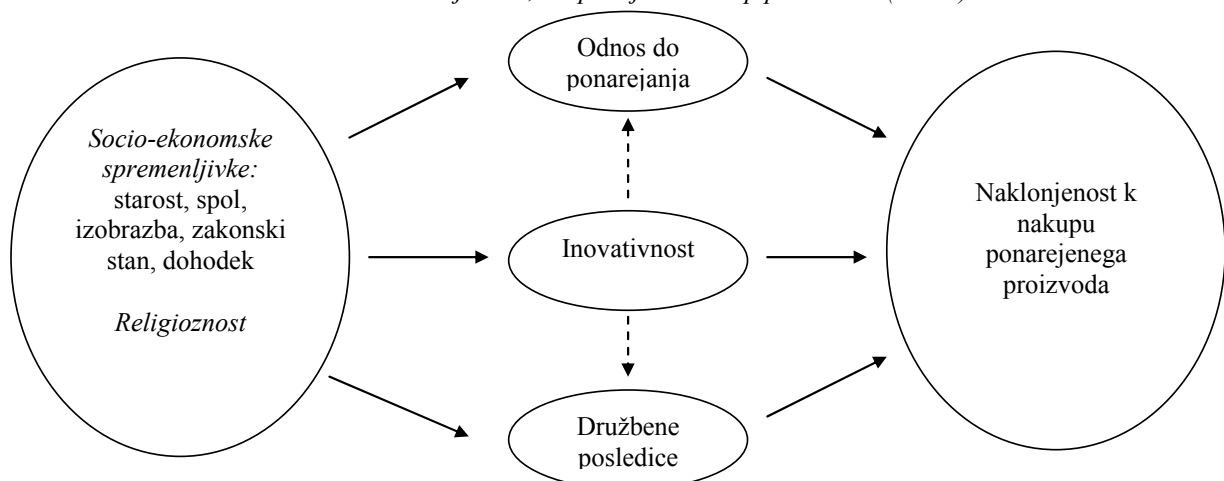 Odnos do
ponarejanja
Socio-ekonomske
spremenljivke:
starost, spol,
izobrazba, zakonski
stan, dohodek
Religioznost
Inovativnost
Naklonjenost k
nakupu
ponarejenega
proizvoda
Družbene
posledice